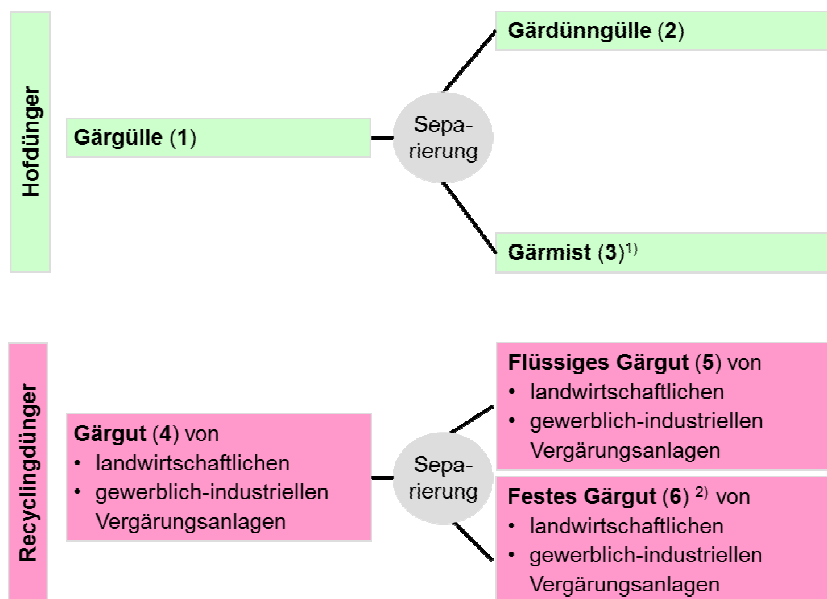 Hofdünger
Gärgülle (1)
Sepa-
rierung
Gärdünngülle (2)
Gärmist (3)1)
Recyclingdünger
Gärgut (4) von
• landwirtschaftlichen
• gewerblich-industriellen
Vergärungsanlagen
Sepa-
rierung
Flüssiges Gärgut (5) von
• landwirtschaftlichen
• gewerblich-industriellen
Vergärungsanlagen
Festes Gärgut (6) 2) von
• landwirtschaftlichen
• gewerblich-industriellen
Vergärungsanlagen